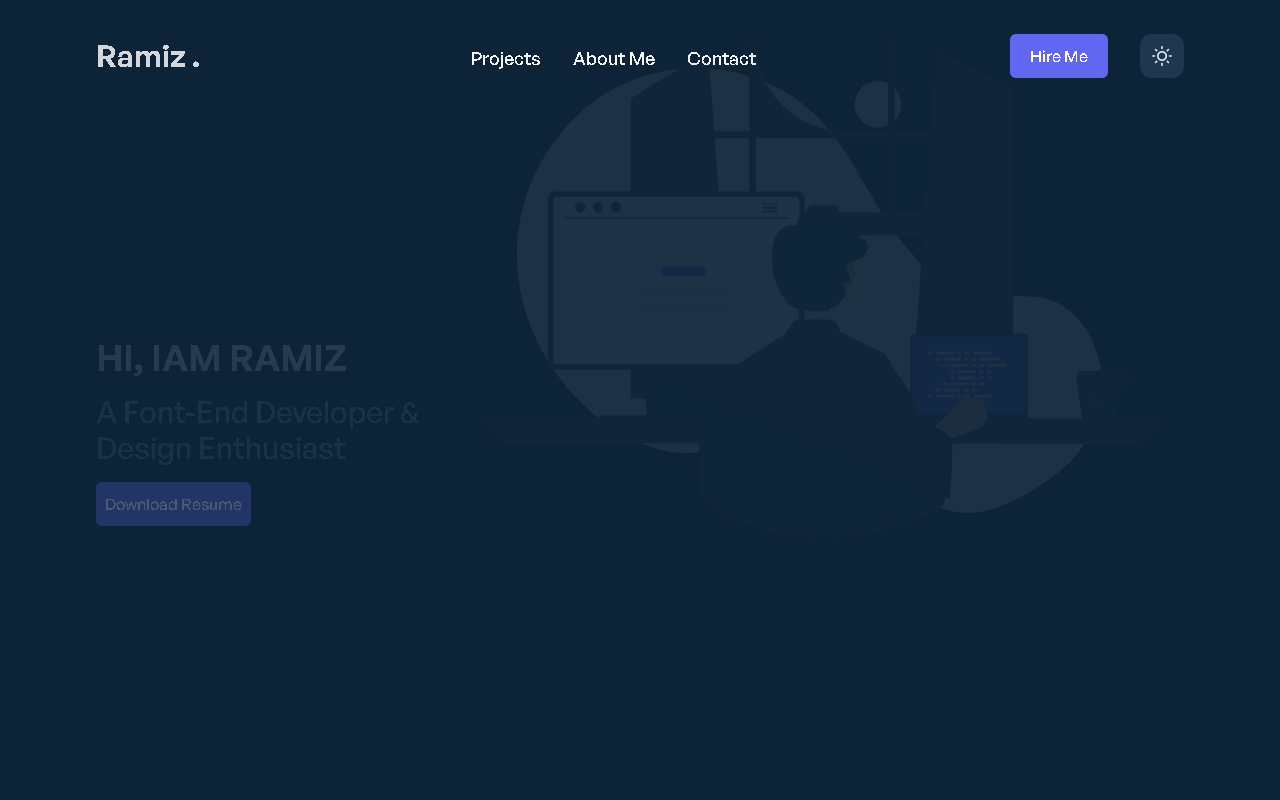 Ramiz .
Projects
About Me
Contact
Hire Me
HI, IAM RAMIZ
A Font-End Developer &
Design Enthusiast
Download Resume